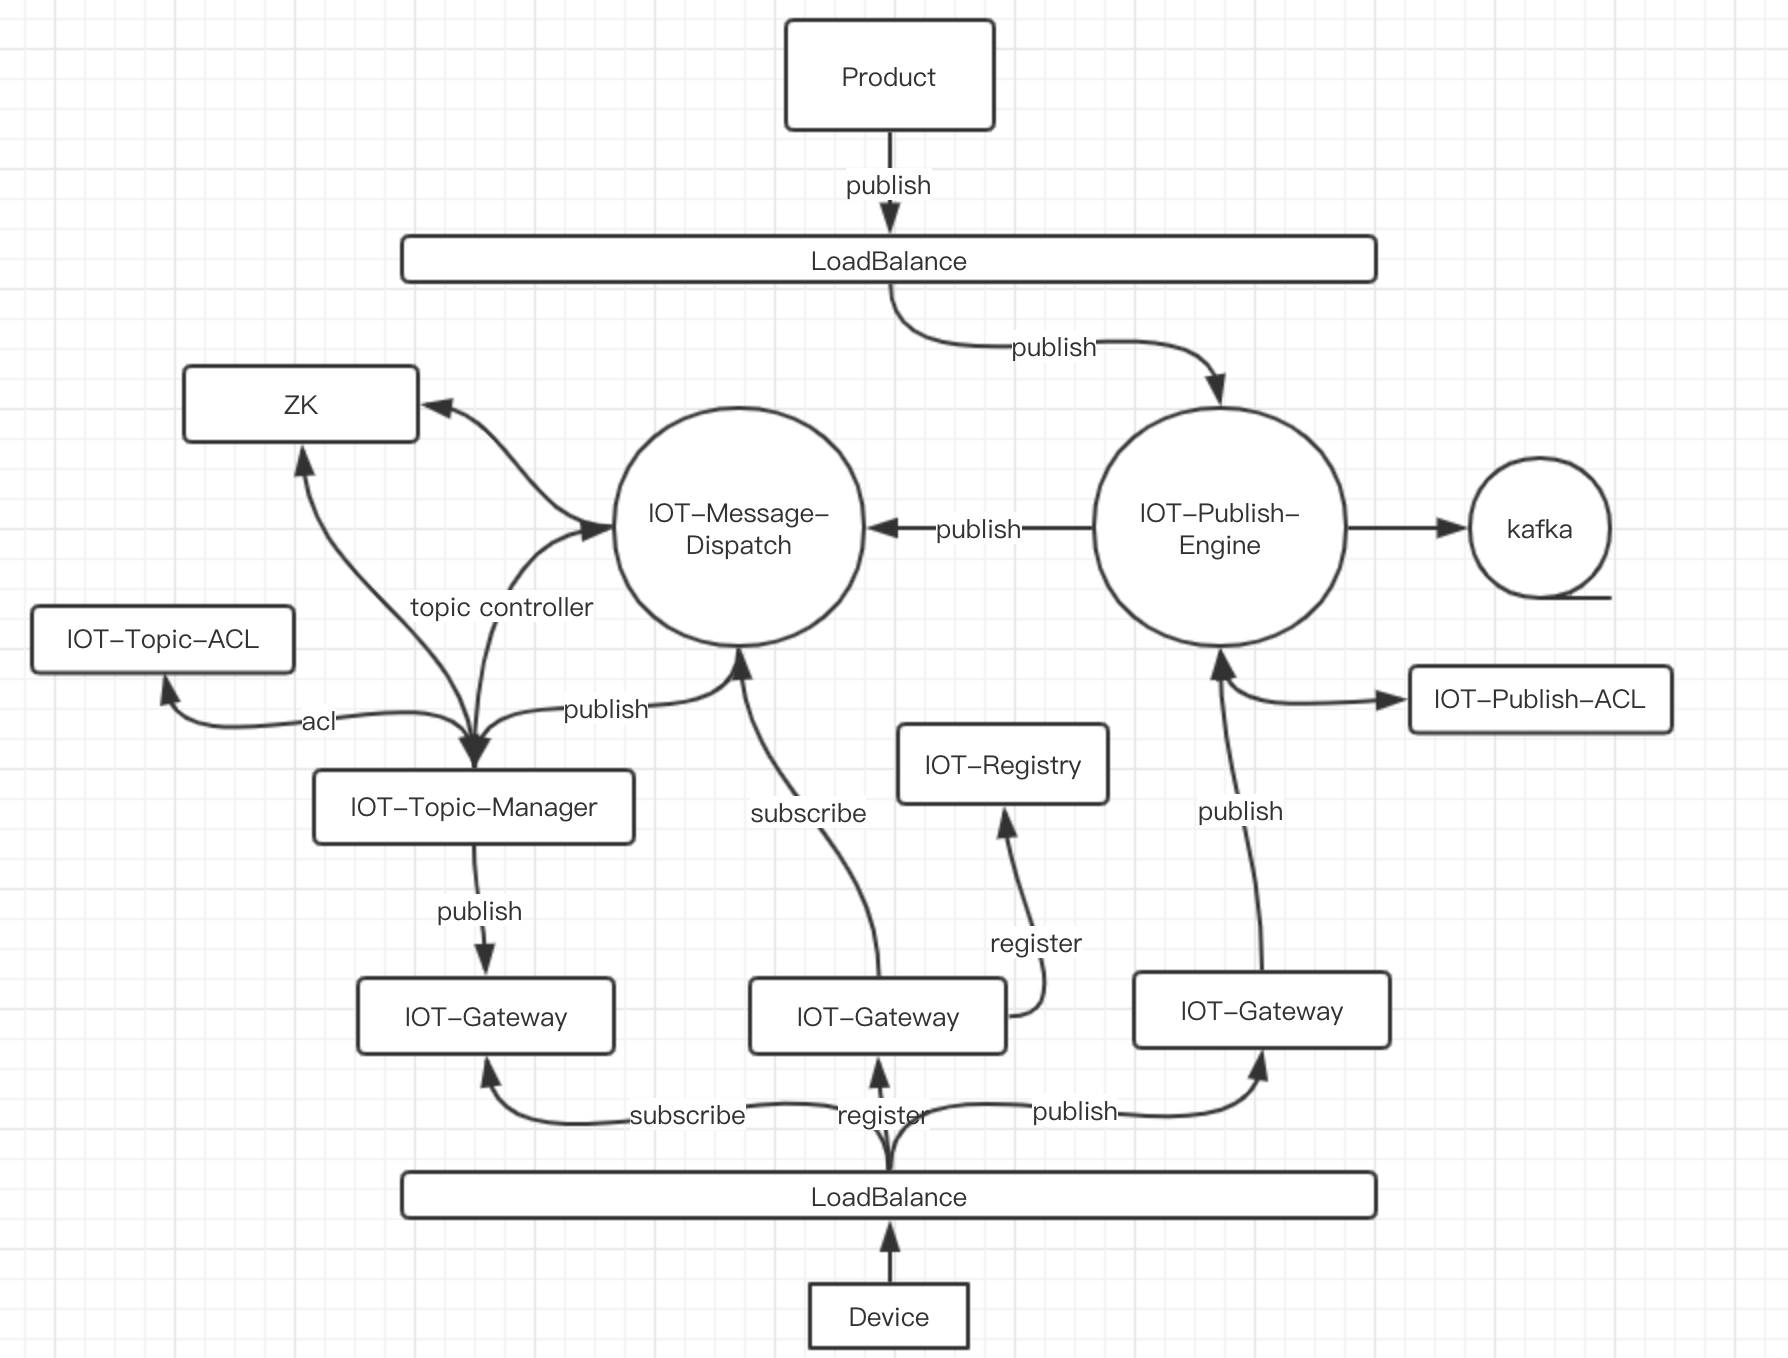 Product
publish
LoadBalance
publish
ZK
IOT-Message-
Dispatch
publish
IOT-Publish-
Engine
kafka
topic controller
IOT-Topic-ACL
acl
publish
IOT-Publish-ACL
IOT-Registry
IOT-Topic-Manager
subscribe
publish
publish
register
IOT-Gateway
IOT-Gateway
IOT-Gateway
subscribe
register
publish
LoadBalance
Device